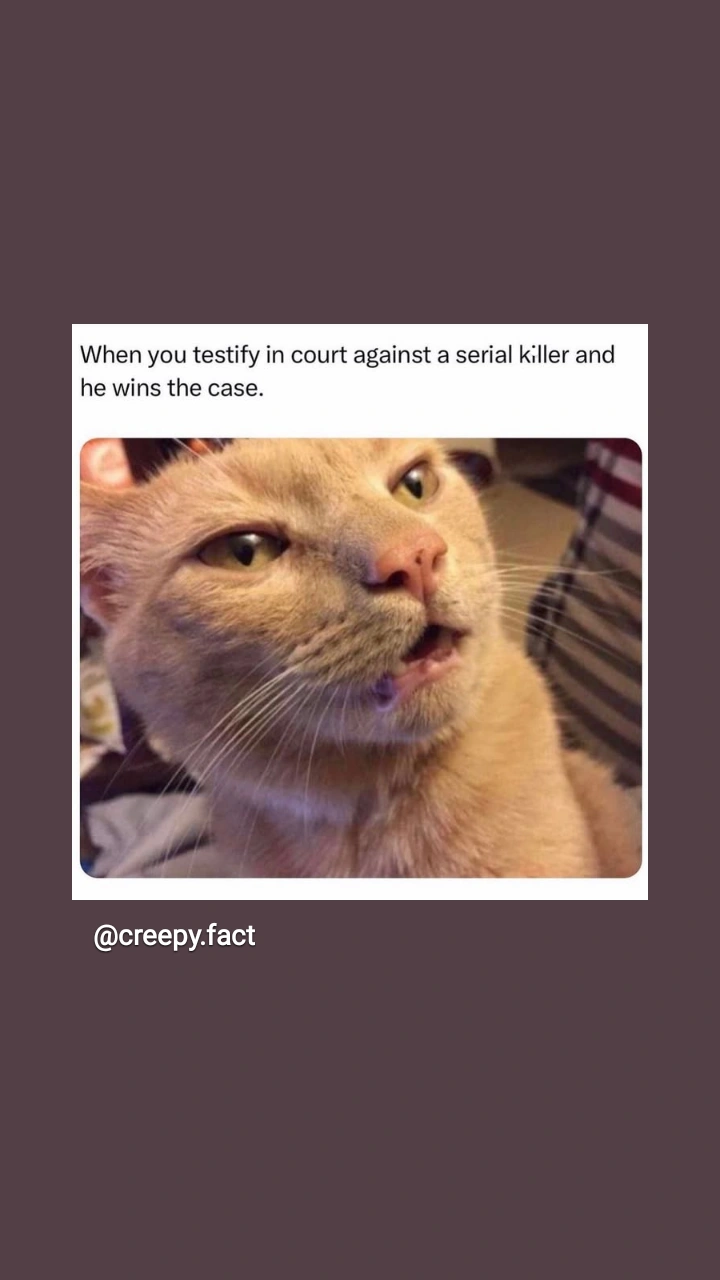 When you testify in court against a serial killer and
he wins the case.
@creepy.fact